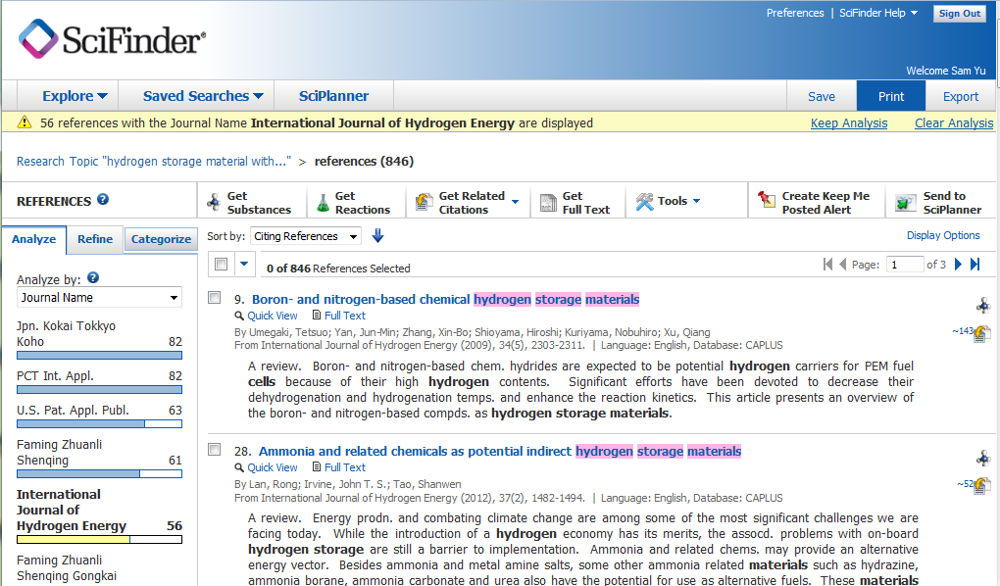 Preferences | SciFinder Help Sign Out
SciFinder®
Welcome Sam Yu
Explore Saved Searches SciPlanner Save Print Export
56 references with the Journal Name International Journal of Hydrogen Energy are displayed Keep Analysis Clear Analysis
Research Topic "hydrogen storage material with..." > references (846)
REFERENCES ?
Get Substances
Get Reactions
Get Related Citations
Get Full Text
Tools
Create Keep Me Posted Alert
Send to SciPlanner
Analyze Refine Categorize
Analyze by: ?
Journal Name
Jpn. Kokai Tokkyo
Koho 82
PCT Int. Appl. 82
U.S. Pat. Appl. Publ. 63
Faming Zhuanli
Shenqing 61
International
Journal of
Hydrogen Energy 56
Faming Zhuanli
Shenqing Gongkai
Sort by: Citing References Display Options
0 of 846 References Selected Page: 1 of 3
9. Boron- and nitrogen-based chemical hydrogen storage materials
Quick View Full Text
~143
By Umegaki, Tetsuo; Yan, Jun-Min; Zhang, Xin-Bo; Shioyama, Hiroshi; Kuriyama, Nobuhiro; Xu, Qiang
From International Journal of Hydrogen Energy (2009), 34(5), 2303-2311. | Language: English, Database: CAPLUS
A review. Boron- and nitrogen-based chem. hydrides are expected to be potential hydrogen carriers for PEM fuel
cells because of their high hydrogen contents. Significant efforts have been devoted to decrease their
dehydrogenation and hydrogenation temps. and enhance the reaction kinetics. This article presents an overview of
the boron- and nitrogen-based compds. as hydrogen storage materials.
28. Ammonia and related chemicals as potential indirect hydrogen storage materials
Quick View Full Text
~52
By Lan, Rong; Irvine, John T. S.; Tao, Shanwen
From International Journal of Hydrogen Energy (2012), 37(2), 1482-1494. | Language: English, Database: CAPLUS
A review. Energy prodn. and combating climate change are among some of the most significant challenges we are
facing today. While the introduction of a hydrogen economy has its merits, the assocd. problems with on-board
hydrogen storage are still a barrier to implementation. Ammonia and related chems. may provide an alternative
energy vector. Besides ammonia and metal amine salts, some other ammonia related materials such as hydrazine,
ammonia borane, ammonia carbonate and urea also have the potential for use as alternative fuels. These materials